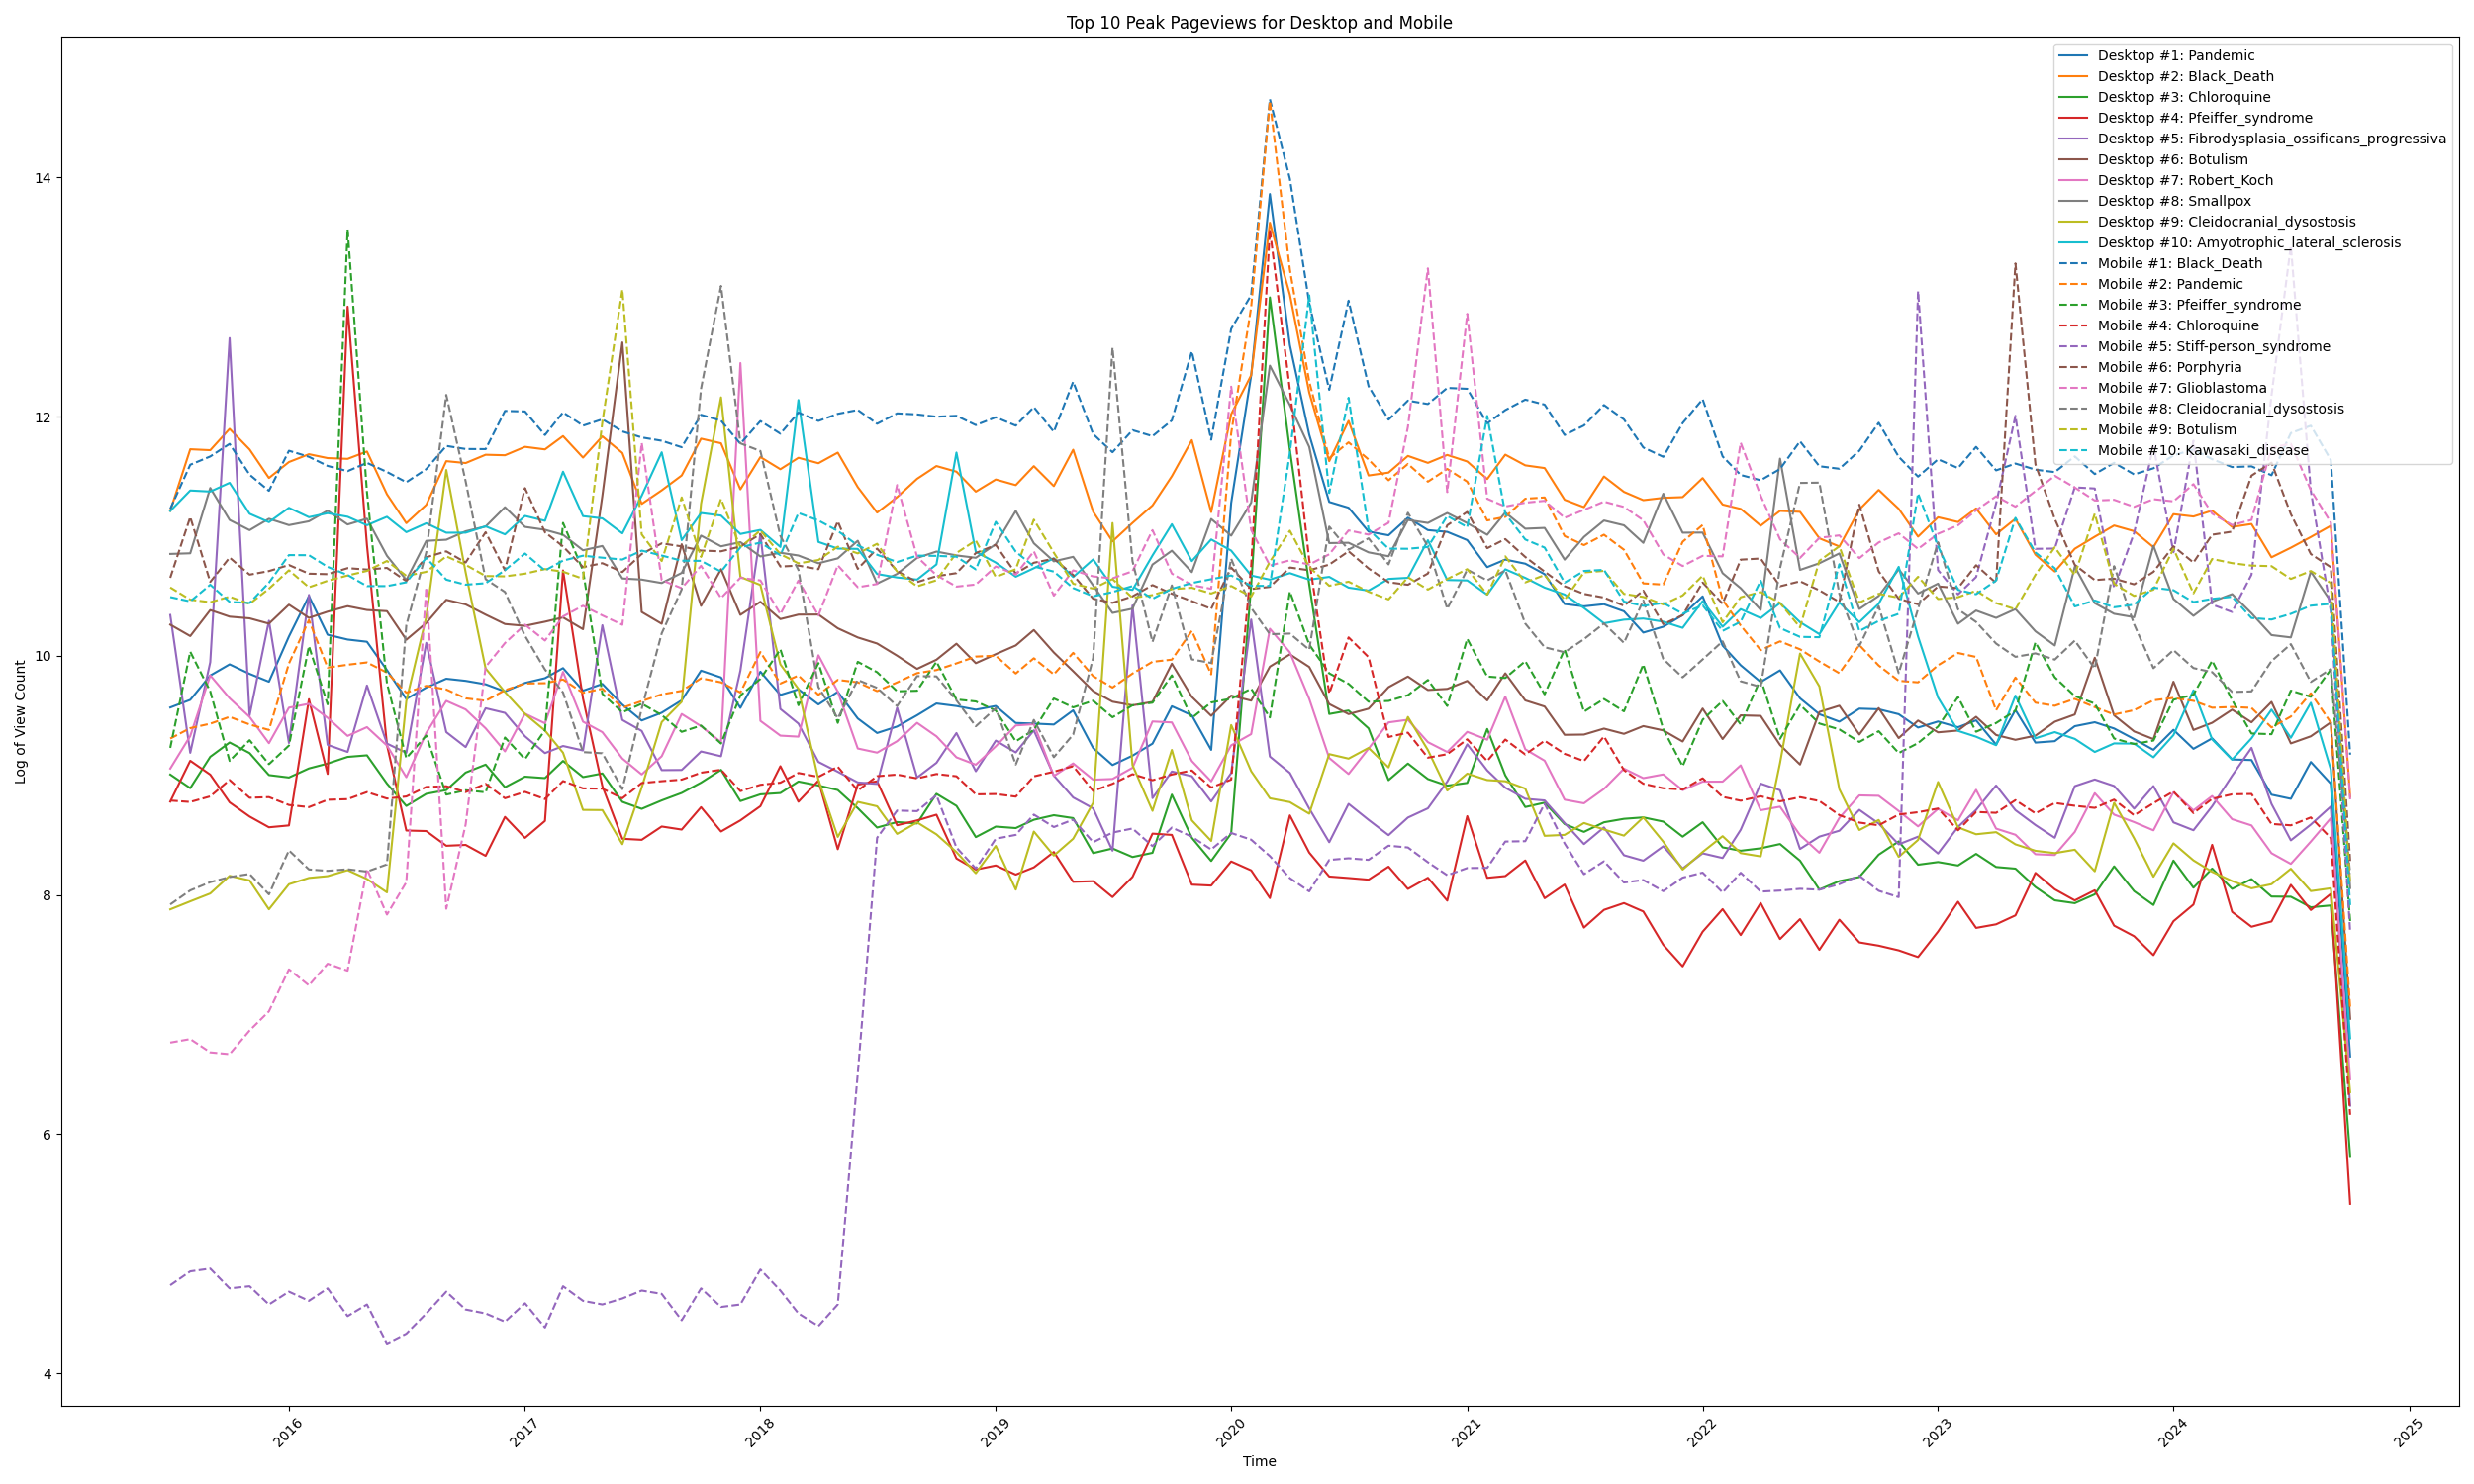 Top 10 Peak Pageviews for Desktop and Mobile
Desktop #1: Pandemic
Desktop #2: Black_Death
Desktop #3: Chloroquine
Desktop #4: Pfeiffer_syndrome
Desktop #5: Fibrodysplasia_ossificans_progressiva
Desktop #6: Botulism
Desktop #7: Robert_Koch
Desktop #8: Smallpox
Desktop #9: Cleidocranial_dysostosis
Desktop #10: Amyotrophic_lateral_sclerosis
Mobile #1: Black_Death
Mobile #2: Pandemic
Mobile #3: Pfeiffer_syndrome
Mobile #4: Chloroquine
Mobile #5: Stiff-person_syndrome
Mobile #6: Porphyria
Mobile #7: Glioblastoma
Mobile #8: Cleidocranial_dysostosis
Mobile #9: Botulism
Mobile #10: Kawasaki_disease
Log of View Count
14
12
10
8
6
4
2016
2017
2018
2019
2020
2021
2022
2023
2024
2025
Time